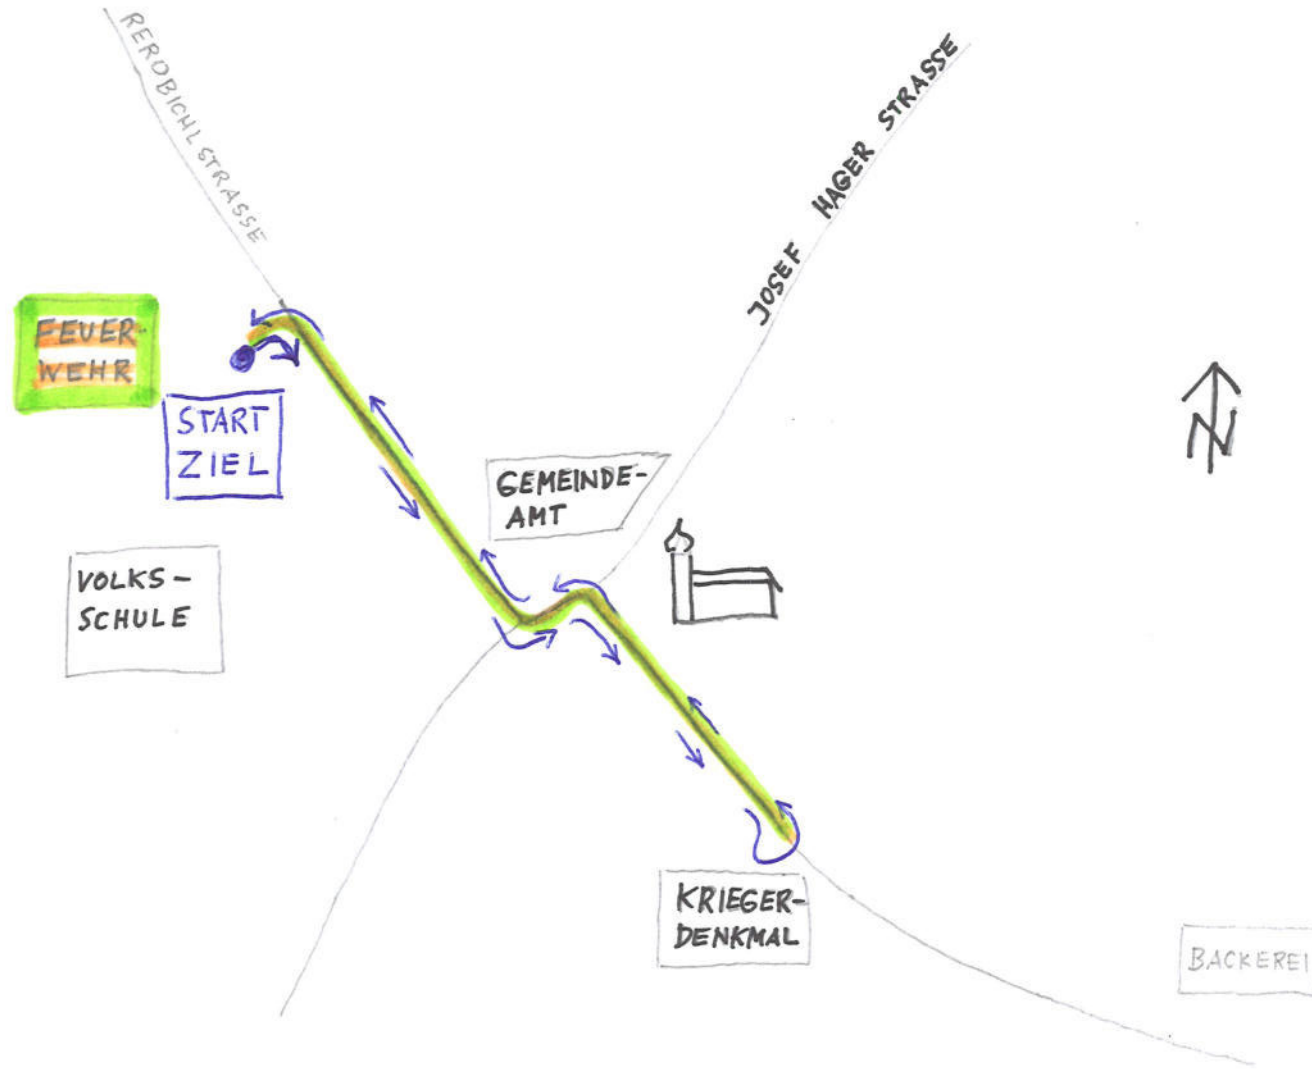 REROBICHLSTRASSE
JOSEF HAGER STRASSE
FEUER-
WEHR
START
ZIEL
GEMEINDE-
AMT
N
VOLKS-
SCHULE
KRIEGER-
DENKMAL
BACKEREI